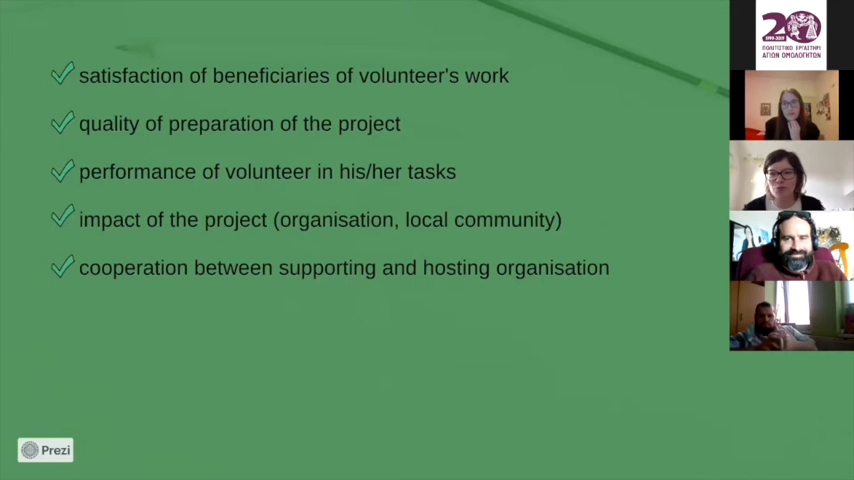 satisfaction of beneficiaries of volunteer's work
quality of preparation of the project
performance of volunteer in his/her tasks
impact of the project (organisation, local community)
cooperation between supporting and hosting organisation
Prezi
20
1999-2019
ΠΟΛΙΤΙΣΤΙΚΟ ΕΡΓΑΣΤΗΡΙ
ΑΓΙΩΝ ΟΜΟΛΟΓΗΤΩΝ